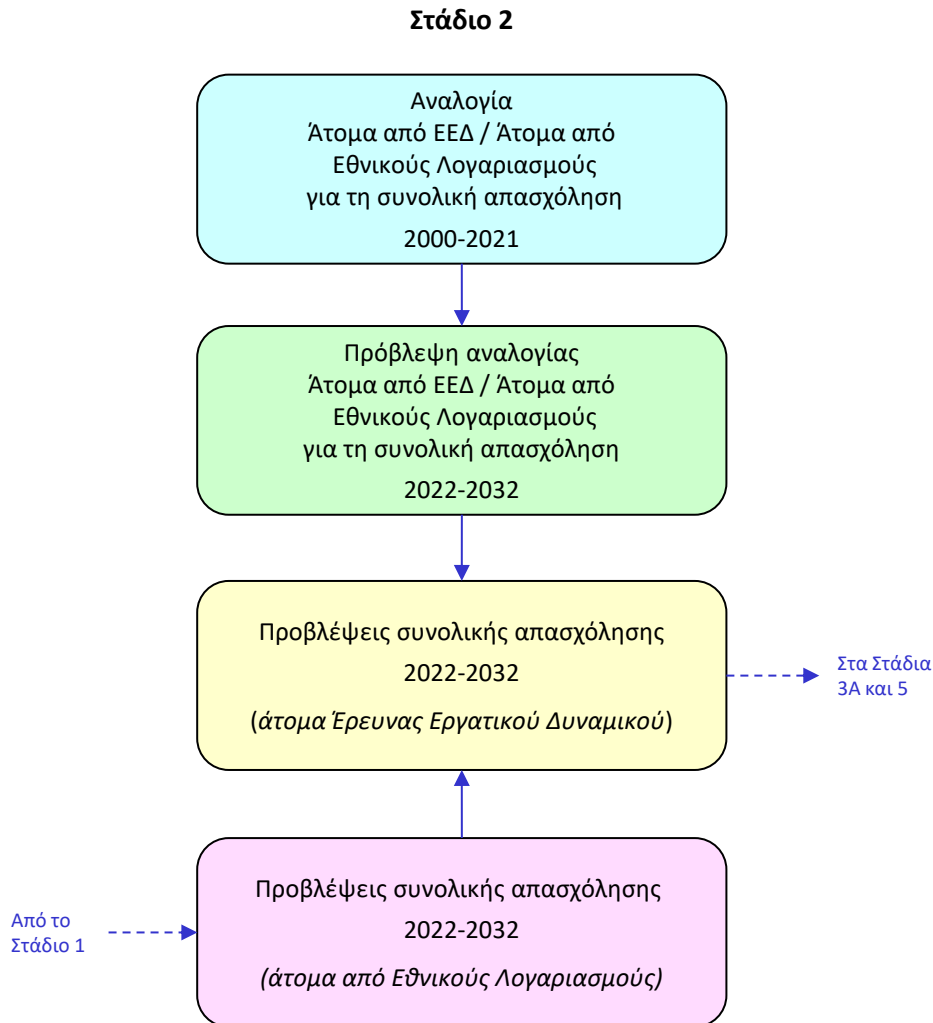 Στάδιο 2
Αναλογία
Άτομα από ΕΕΔ / Άτομα από
Εθνικούς Λογαριασμούς
για τη συνολική απασχόληση
2000-2021
Πρόβλεψη αναλογίας
Άτομα από ΕΕΔ / Άτομα από
Εθνικούς Λογαριασμούς
για τη συνολική απασχόληση
2022-2032
Προβλέψεις συνολικής απασχόλησης
2022-2032
(άτομα Έρευνας Εργατικού Δυναμικού)
Στα Στάδια
3Α και 5
Προβλέψεις συνολικής απασχόλησης
2022-2032
(άτομα από Εθνικούς Λογαριασμούς)
Από το
Στάδιο 1